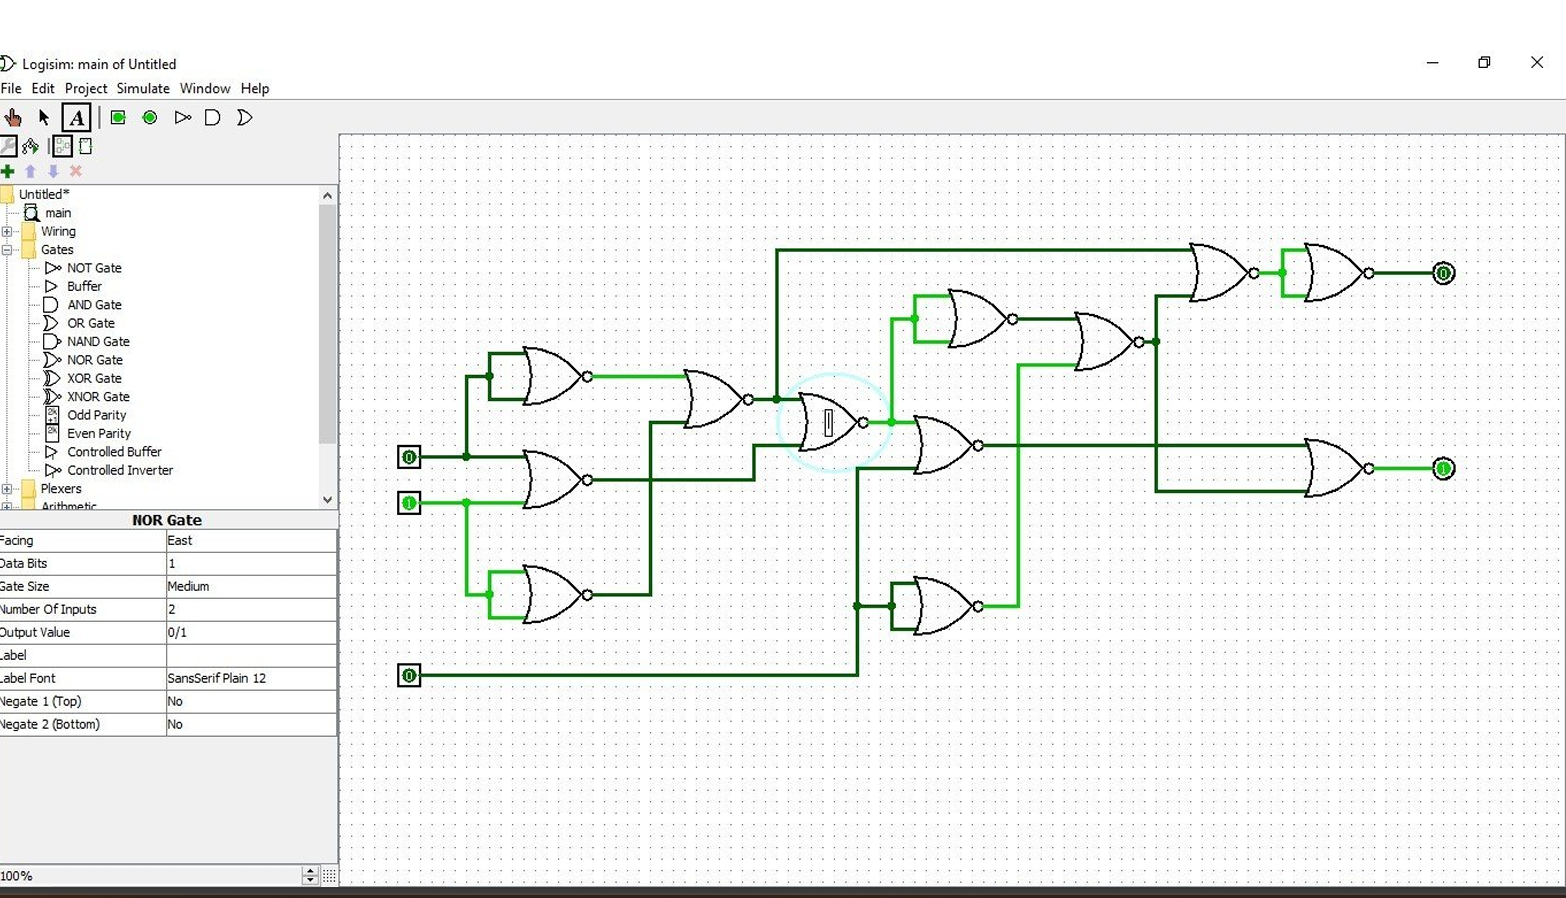 Logisim: main of Untitled
File Edit Project Simulate Window Help
A
Untitled*
main
Wiring
Gates
NOT Gate
Buffer
AND Gate
OR Gate
NAND Gate
NOR Gate
XOR Gate
XNOR Gate
Odd Parity
Even Parity
Controlled Buffer
Controlled Inverter
Plexers
Arithmetic
NOR Gate
Facing East
Data Bits 1
Gate Size Medium
Number Of Inputs 2
Output Value 0/1
Label
Label Font SansSerif Plain 12
Negate 1 (Top) No
Negate 2 (Bottom) No
100%
0
0
1
1
0